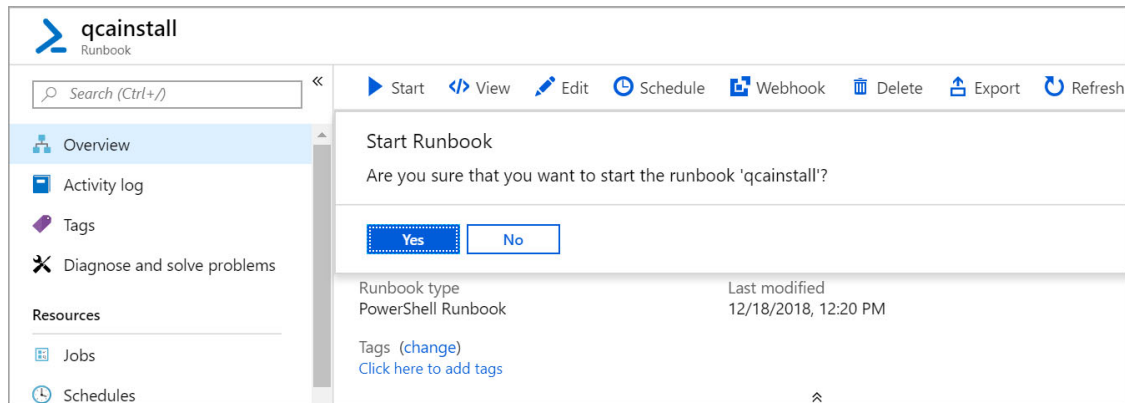 qcainstall
Runbook
Search (Ctrl+/)
«
Start </> View Edit Schedule Webhook Delete Export Refresh
Overview
Activity log
Tags
Diagnose and solve problems
Resources
Jobs
Schedules
Start Runbook
Are you sure that you want to start the runbook 'qcainstall'?
Yes No
Runbook type
PowerShell Runbook
Last modified
12/18/2018, 12:20 PM
Tags (change)
Click here to add tags